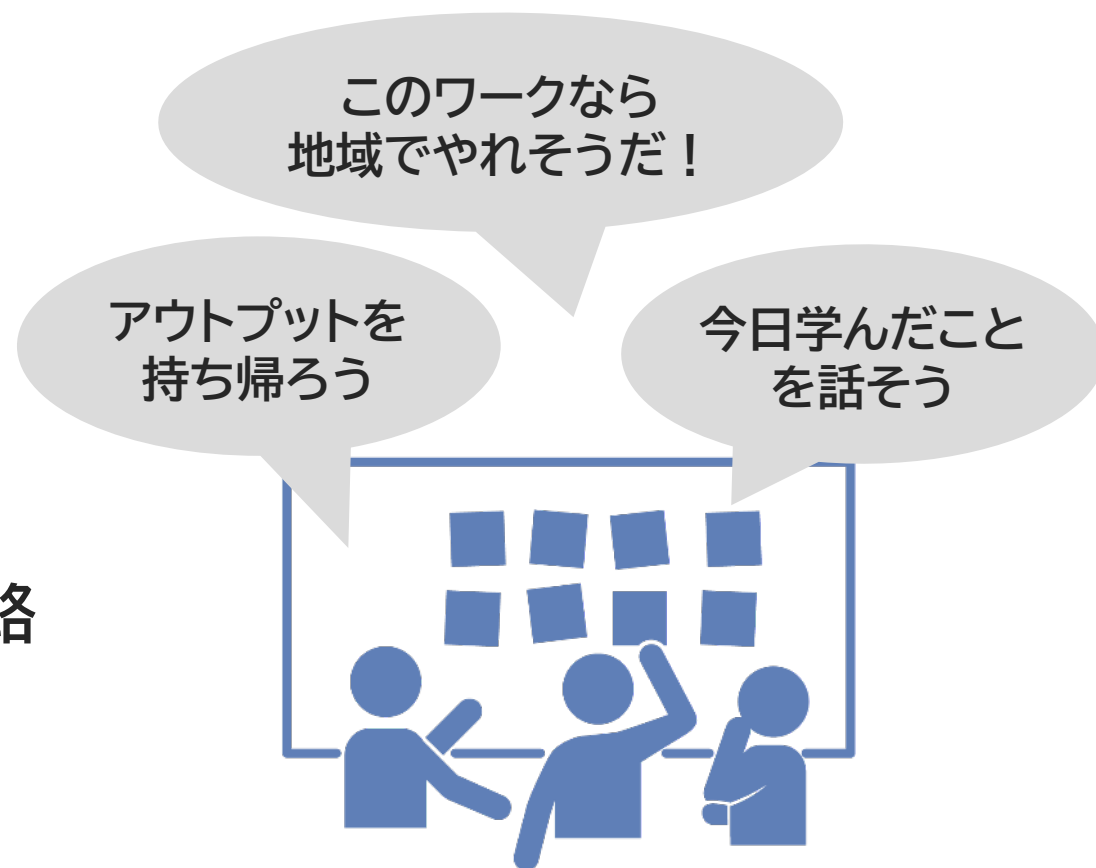 このワークなら
地域でやれそうだ！
アウトプットを
持ち帰ろう
今日学んだこと
を話そう